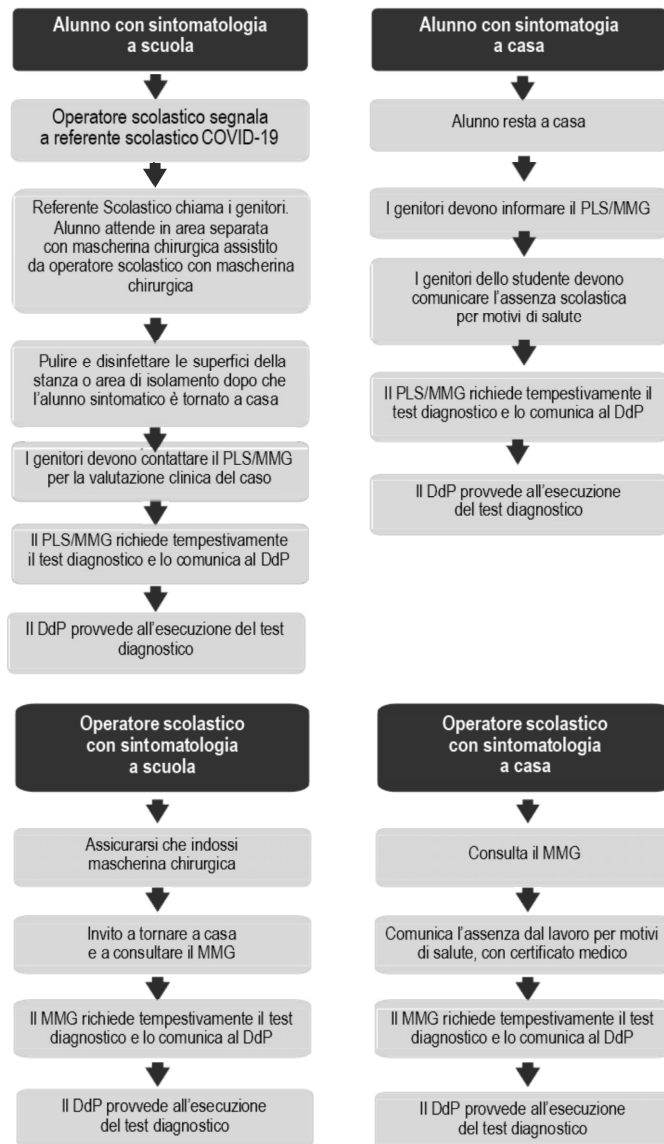 Alunno con sintomatologia
a scuola
Operatore scolastico segnala
a referente scolastico COVID-19
Referente Scolastico chiama i genitori.
Alunno attende in area separata
con mascherina chirurgica assistito
da operatore scolastico con mascherina
chirurgica
Pulire e disinfettare le superfici della
stanza o area di isolamento dopo che
l'alunno sintomatico è tornato a casa
I genitori devono contattare il PLS/MMG
per la valutazione clinica del caso
Il PLS/MMG richiede tempestivamente
il test diagnostico e lo comunica al DdP
Il DdP provvede all'esecuzione del test
diagnostico
Alunno con sintomatogia
a casa
Alunno resta a casa
I genitori devono informare il PLS/MMG
I genitori dello studente devono
comunicare l'assenza scolastica
per motivi di salute
Il PLS/MMG richiede tempestivamente il
test diagnostico e lo comunica al DdP
Il DdP provvede all'esecuzione
del test diagnostico
Operatore scolastico
con sintomatologia
a scuola
Assicurarsi che indossi
mascherina chirurgica
Invito a tornare a casa
e a consultare il MMG
Il MMG richiede tempestivamente il test
diagnostico e lo comunica al DdP
Il DdP provvede all'esecuzione
del test diagnostico
Operatore scolastico
con sintomatologia
a casa
Consulta il MMG
Comunica l'assenza dal lavoro per motivi
di salute, con certificato medico
Il MMG richiede tempestivamente il test
diagnostico e lo comunica al DdP
Il DdP provvede all'esecuzione
del test diagnostico